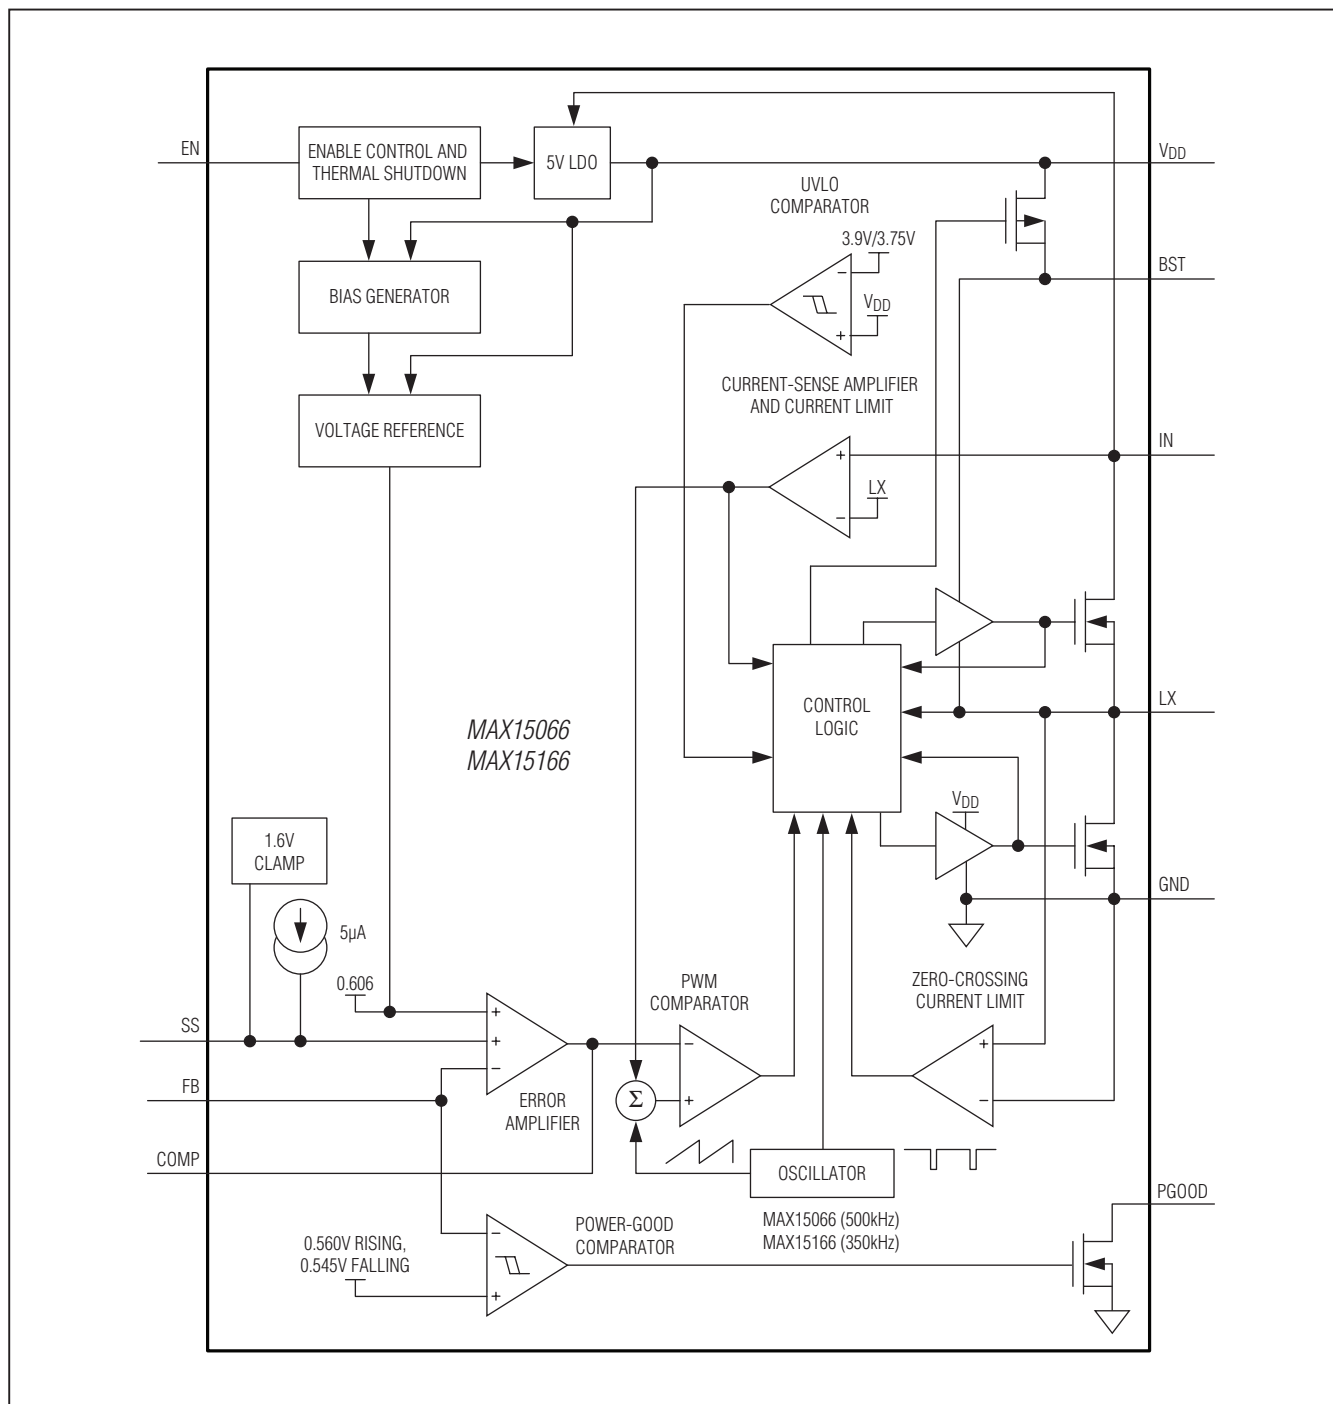 EN
ENABLE CONTROL AND
THERMAL SHUTDOWN
5V LDO
VDD
UVLO
COMPARATOR
3.9V/3.75V
−
VDD
+
BST
BIAS GENERATOR
VOLTAGE REFERENCE
CURRENT-SENSE AMPLIFIER
AND CURRENT LIMIT
+
LX
−
IN
MAX15066
MAX15166
CONTROL
LOGIC
LX
VDD
GND
1.6V
CLAMP
5µA
0.606
SS
+
+
−
FB
ERROR
AMPLIFIER
COMP
PWM
COMPARATOR
−
+
Σ
ZERO-CROSSING
CURRENT LIMIT
+
−
OSCILLATOR
MAX15066 (500kHz)
MAX15166 (350kHz)
PGOOD
0.560V RISING,
0.545V FALLING
−
+
POWER-GOOD
COMPARATOR